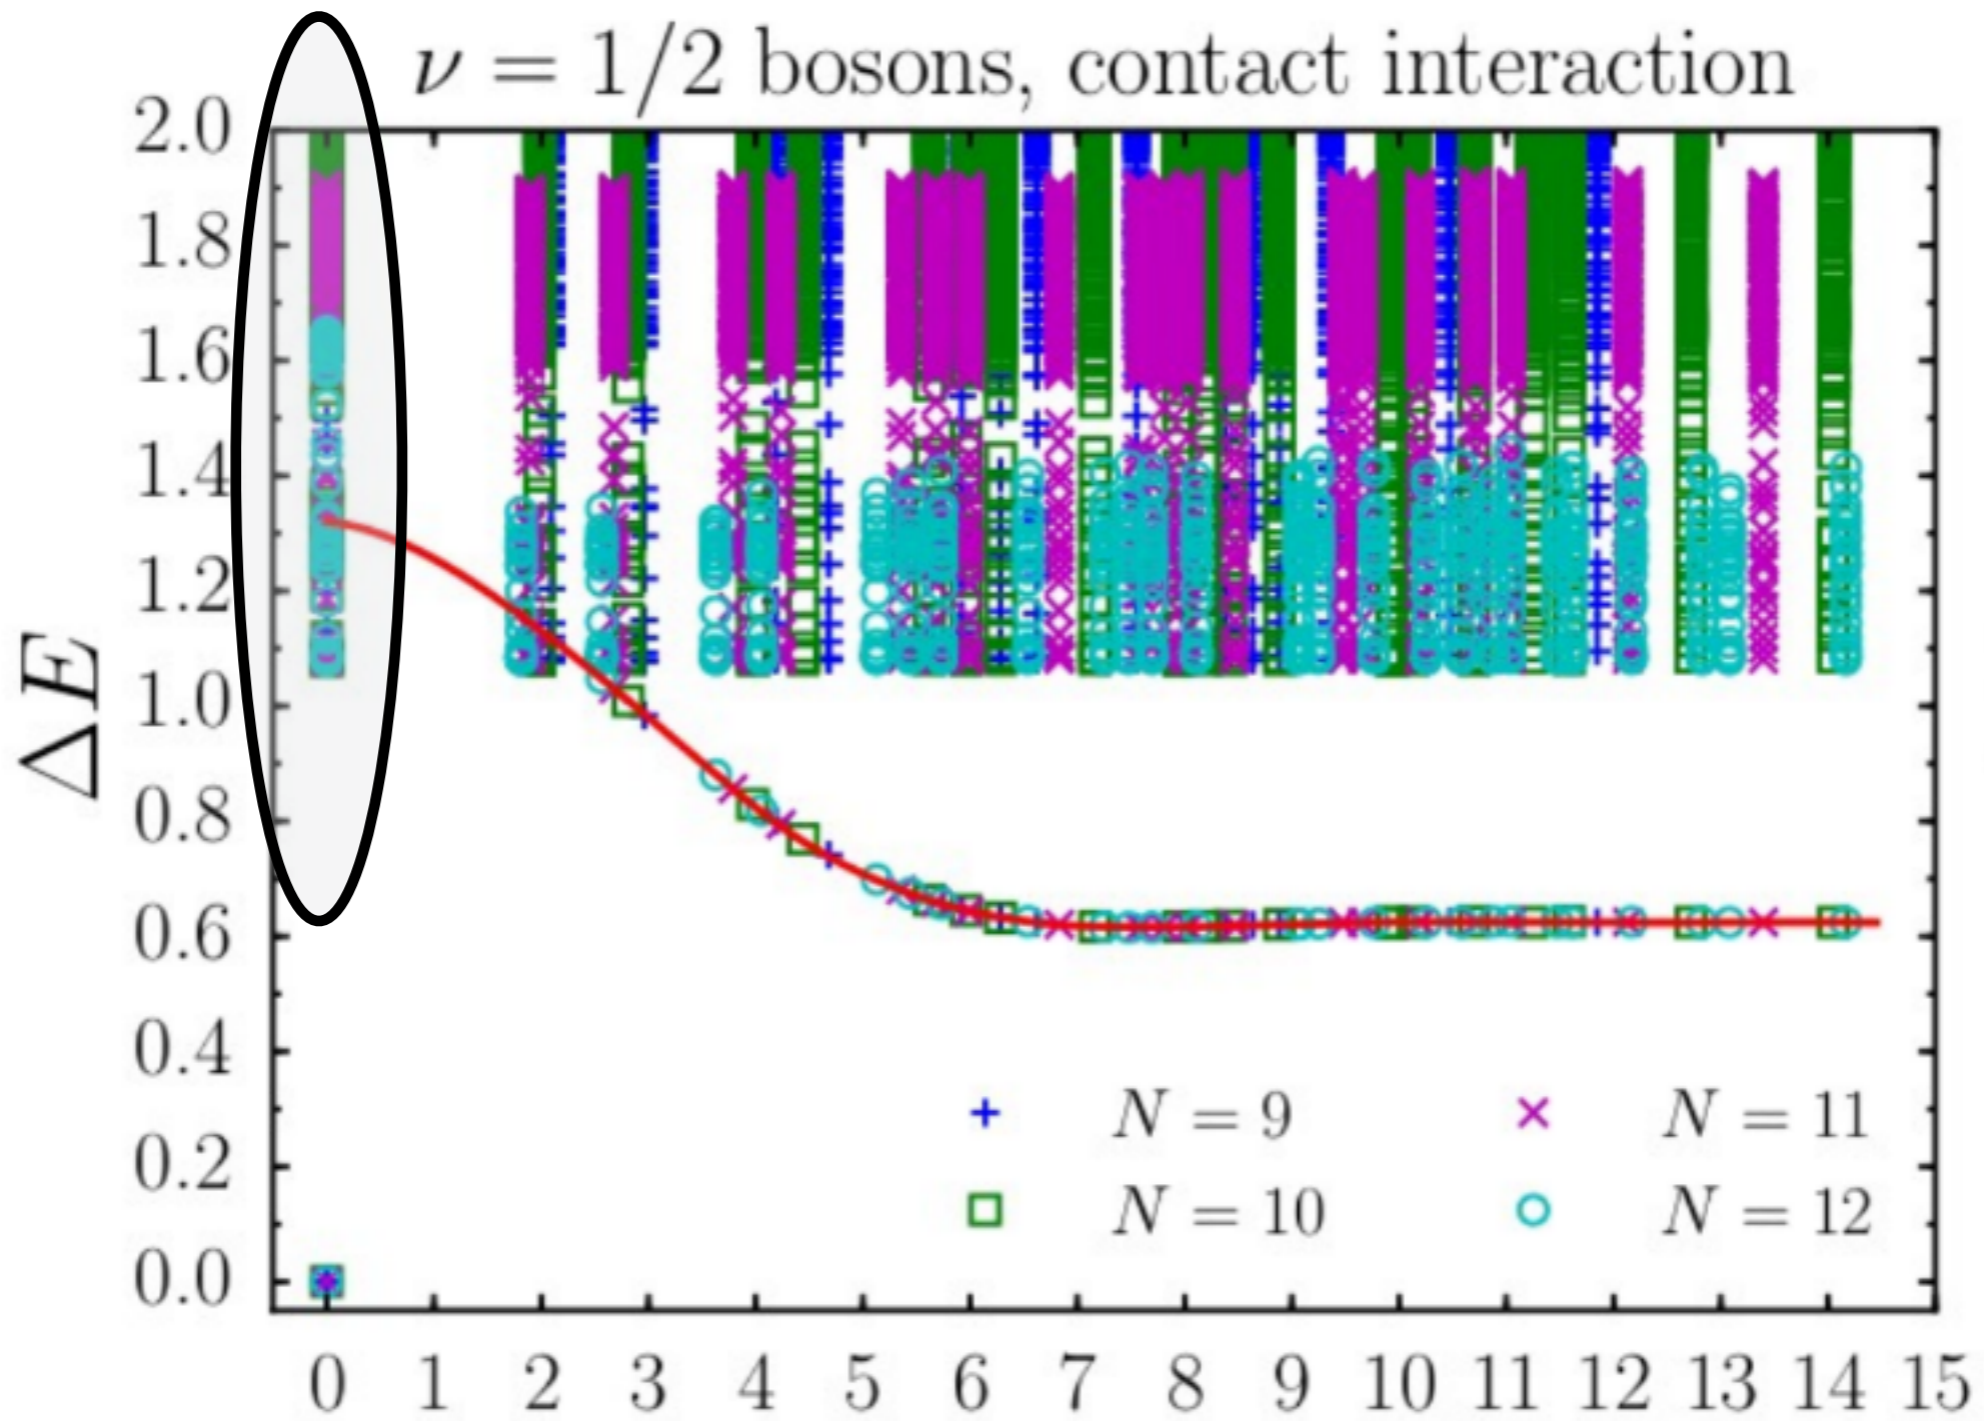 ν = 1/2 bosons, contact interaction
2.0
1.8
1.6
1.4
1.2
1.0
0.8
0.6
0.4
0.2
0.0
ΔE
N = 9
N = 11
N = 10
N = 12
0 1 2 3 4 5 6 7 8 9 10 11 12 13 14 15